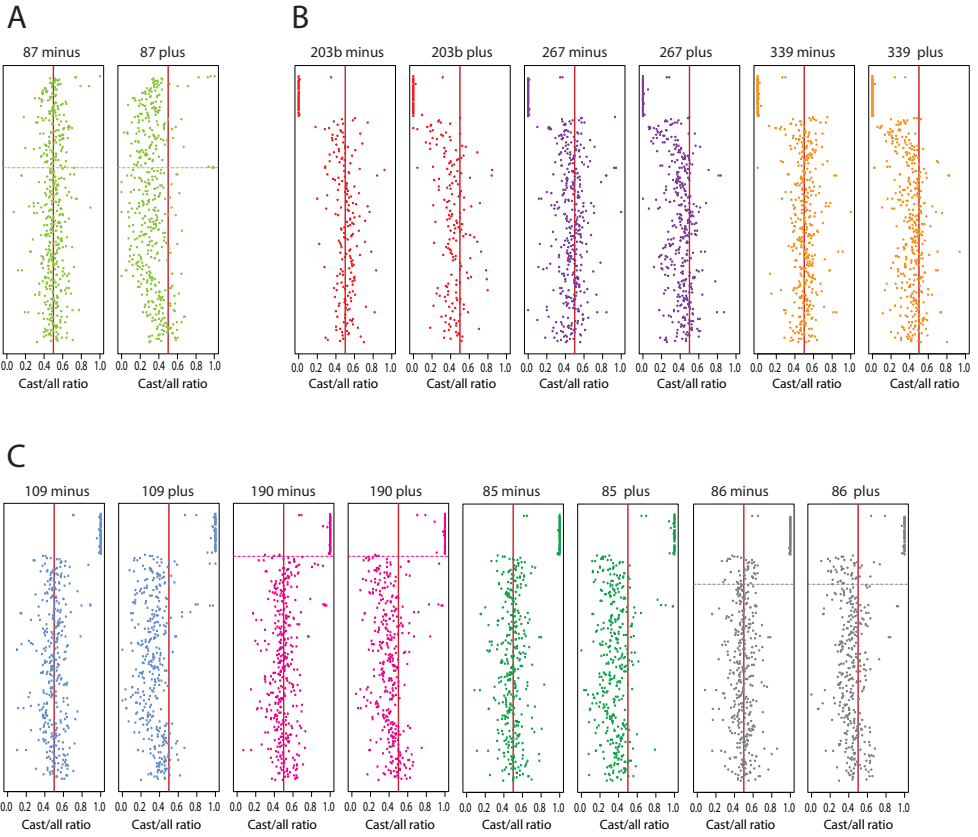 A
B
87 minus 87 plus 203b minus 203b plus 267 minus 267 plus 339 minus 339 plus
0.0 0.2 0.4 0.6 0.8 1.0 0.0 0.2 0.4 0.6 0.8 1.0 0.0 0.2 0.4 0.6 0.8 1.0 0.0 0.2 0.4 0.6 0.8 1.0 0.0 0.2 0.4 0.6 0.8 1.0 0.0 0.2 0.4 0.6 0.8 1.0 0.0 0.2 0.4 0.6 0.8 1.0 0.0 0.2 0.4 0.6 0.8 1.0
Cast/all ratio Cast/all ratio Cast/all ratio Cast/all ratio Cast/all ratio Cast/all ratio Cast/all ratio Cast/all ratio
C
109 minus 109 plus 190 minus 190 plus 85 minus 85 plus 86 minus 86 plus
0.0 0.2 0.4 0.6 0.8 1.0 0.0 0.2 0.4 0.6 0.8 1.0 0.0 0.2 0.4 0.6 0.8 1.0 0.0 0.2 0.4 0.6 0.8 1.0 0.0 0.2 0.4 0.6 0.8 1.0 0.0 0.2 0.4 0.6 0.8 1.0 0.0 0.2 0.4 0.6 0.8 1.0 0.0 0.2 0.4 0.6 0.8 1.0
Cast/all ratio Cast/all ratio Cast/all ratio Cast/all ratio Cast/all ratio Cast/all ratio Cast/all ratio Cast/all ratio